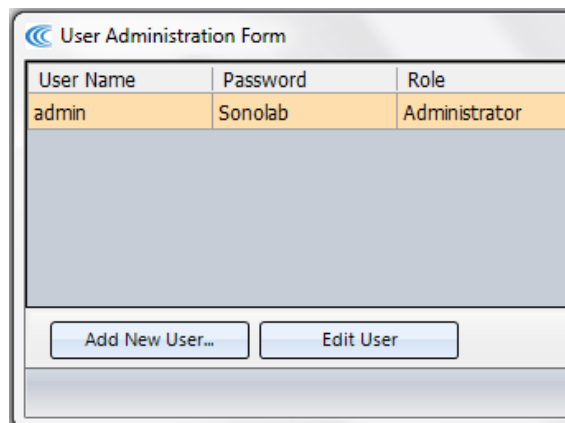 User Administration Form
User Name Password Role
admin Sonolab Administrator
Add New User... Edit User